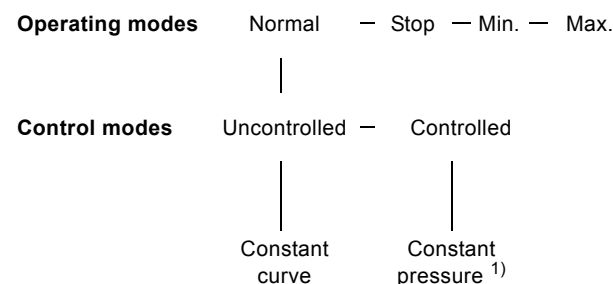 Operating modes Normal – Stop – Min. – Max.
Control modes Uncontrolled – Controlled
Constant curve Constant pressure 1)